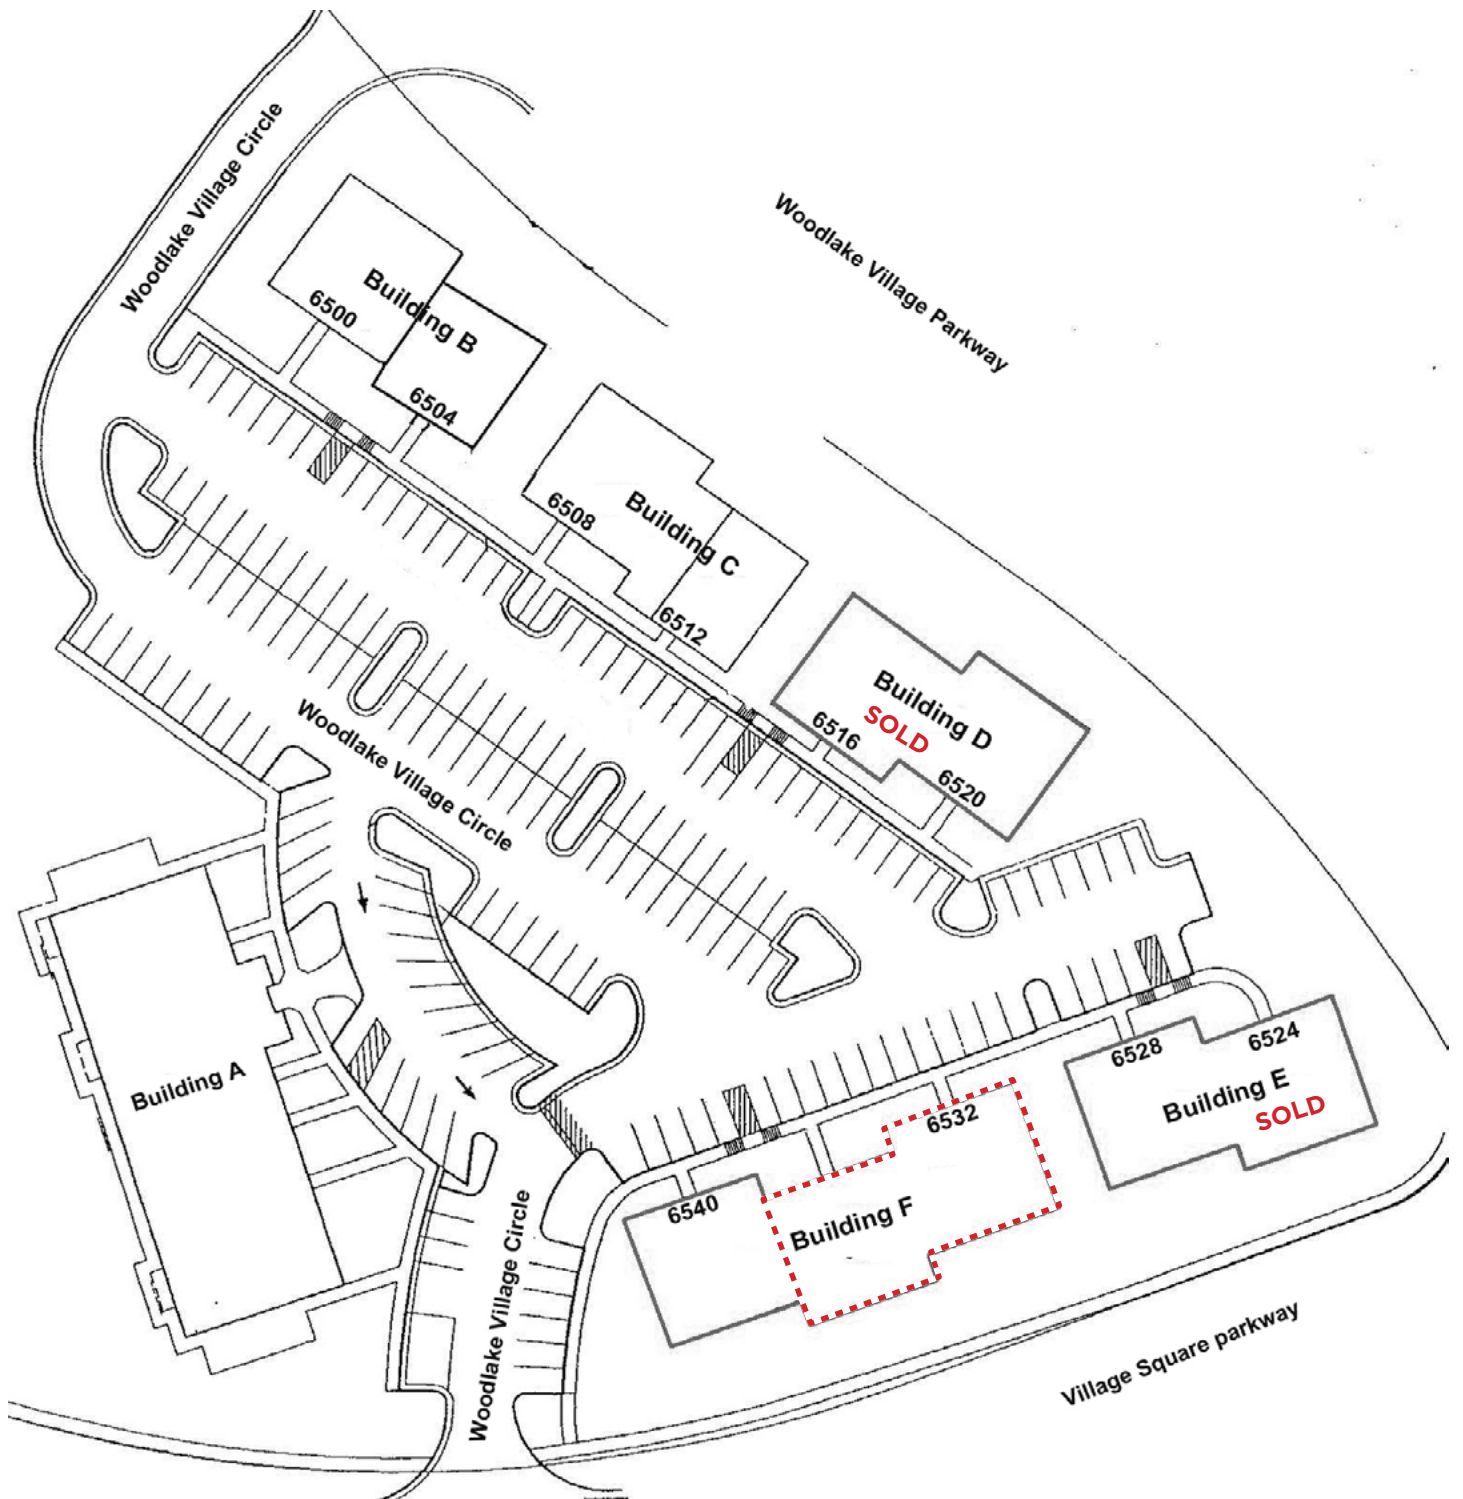 Woodlake Village Circle
Woodlake Village Parkway
Building B
6500
6504
Building C
6508
6512
Building D
SOLD
6516
6520
Woodlake Village Circle
6528
6524
Building E
SOLD
Building A
6532
6540
Building F
Woodlake Village Circle
Village Square parkway